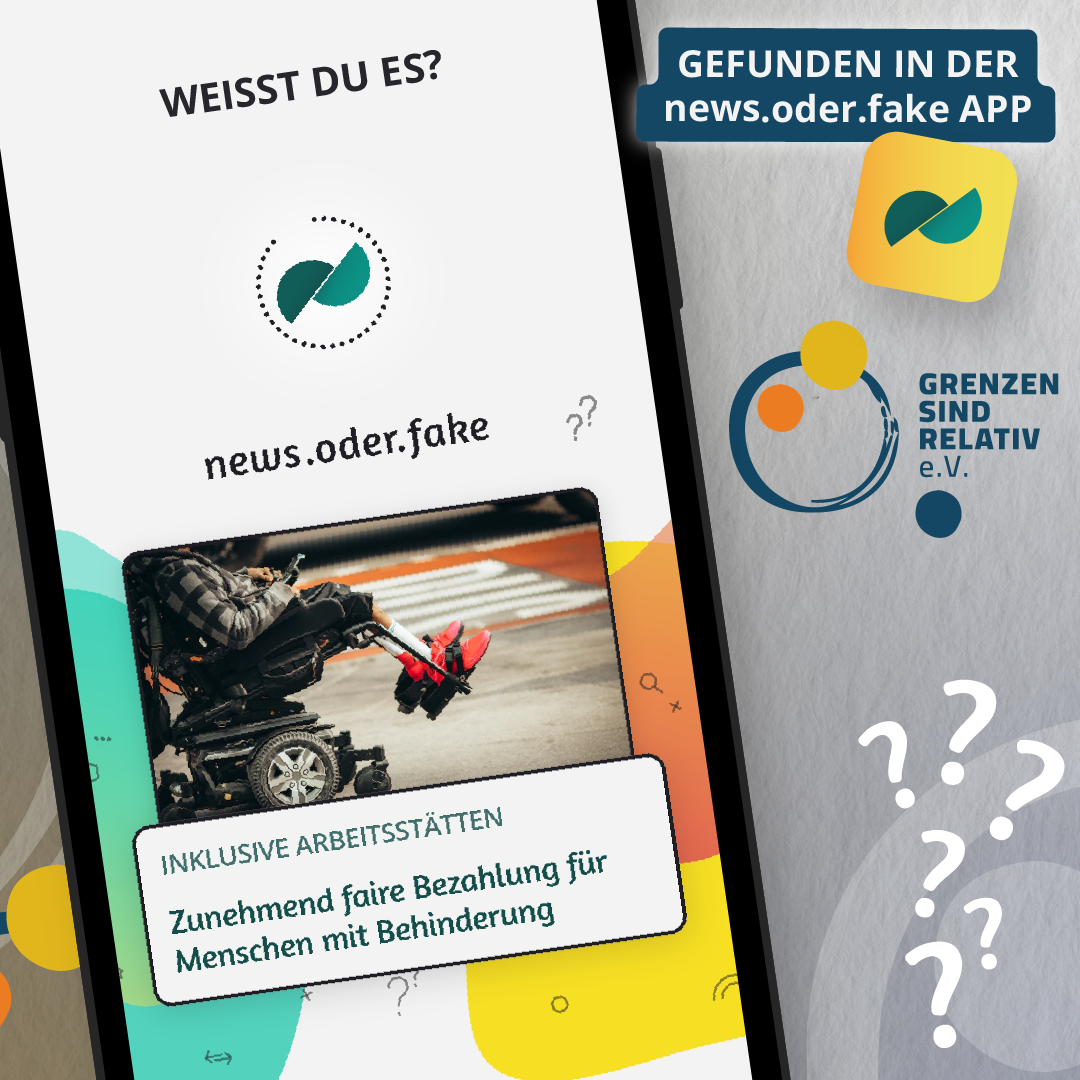 WEISST DU ES?
news.oder.fake
INKLUSIVE ARBEITSSTÄTTEN
Zunehmend faire Bezahlung für
Menschen mit Behinderung
GEFUNDEN IN DER
news.oder.fake APP
GRENZEN
SIND
RELATIV
e.V.